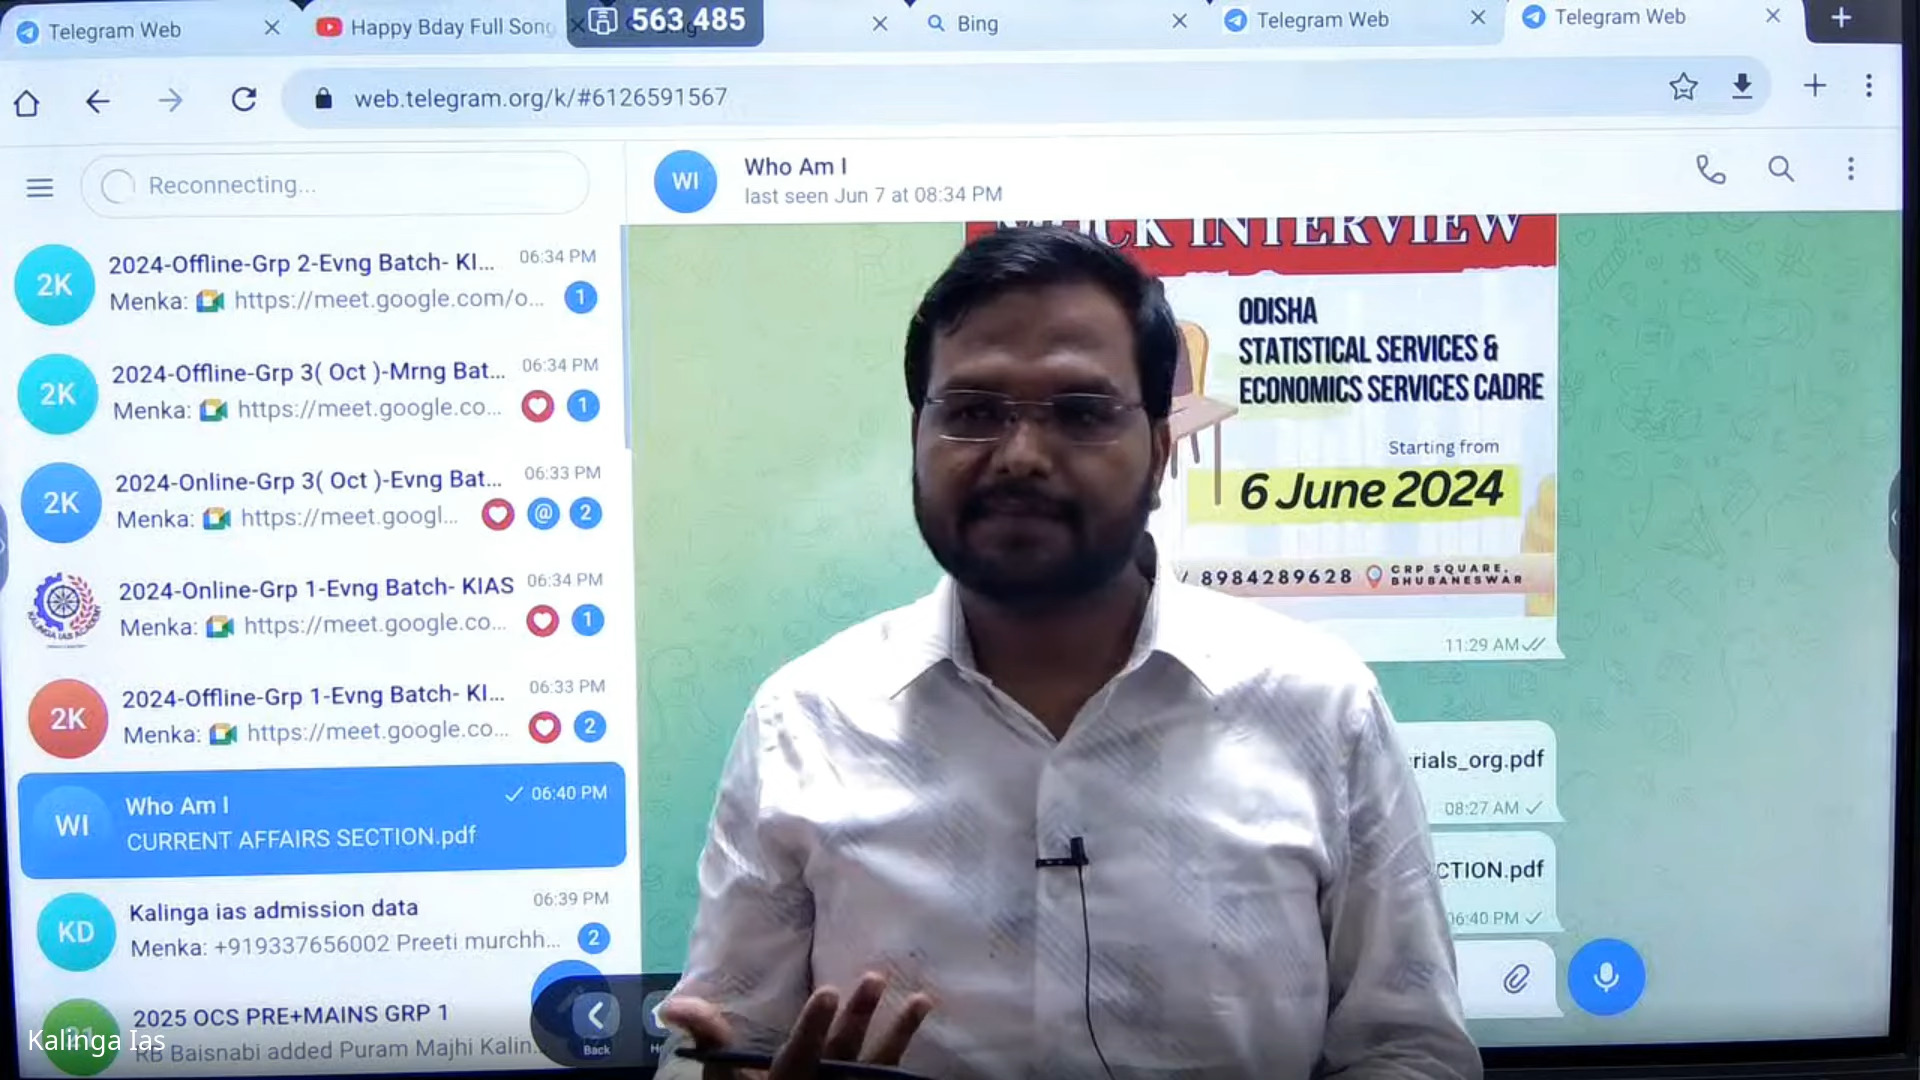 Telegram Web
Happy Bday Full Song
563 485
Bing
Telegram Web
Telegram Web
web.telegram.org/k/#6126591567
Reconnecting...
WI
Who Am I
last seen Jun 7 at 08:34 PM
2K
2024-Offline-Grp 2-Evng Batch- KI...
06:34 PM
Menka: https://meet.google.com/o...
1
2K
2024-Offline-Grp 3( Oct )-Mrng Bat...
06:34 PM
Menka: https://meet.google.co...
1
2K
2024-Online-Grp 3( Oct )-Evng Bat...
06:33 PM
Menka: https://meet.googl...
@
2
KALINGA IAS ACADEMY
2024-Online-Grp 1-Evng Batch- KIAS
06:34 PM
Menka: https://meet.google.co...
1
2K
2024-Offline-Grp 1-Evng Batch- KI...
06:33 PM
Menka: https://meet.google.co...
2
WI
Who Am I
06:40 PM
CURRENT AFFAIRS SECTION.pdf
KD
Kalinga ias admission data
06:39 PM
Menka: +919337656002 Preeti murchh...
2
2025 OCS PRE+MAINS GRP 1
RB Baisnabi added Puram Majhi Kalin...
Kalinga Ias
Back
MOCK INTERVIEW
ODISHA
STATISTICAL SERVICES &
ECONOMICS SERVICES CADRE
Starting from
6 June 2024
/ 8984289628
CRP SQUARE,
BHUBANESWAR
11:29 AM
rials_org.pdf
08:27 AM
CTION.pdf
06:40 PM